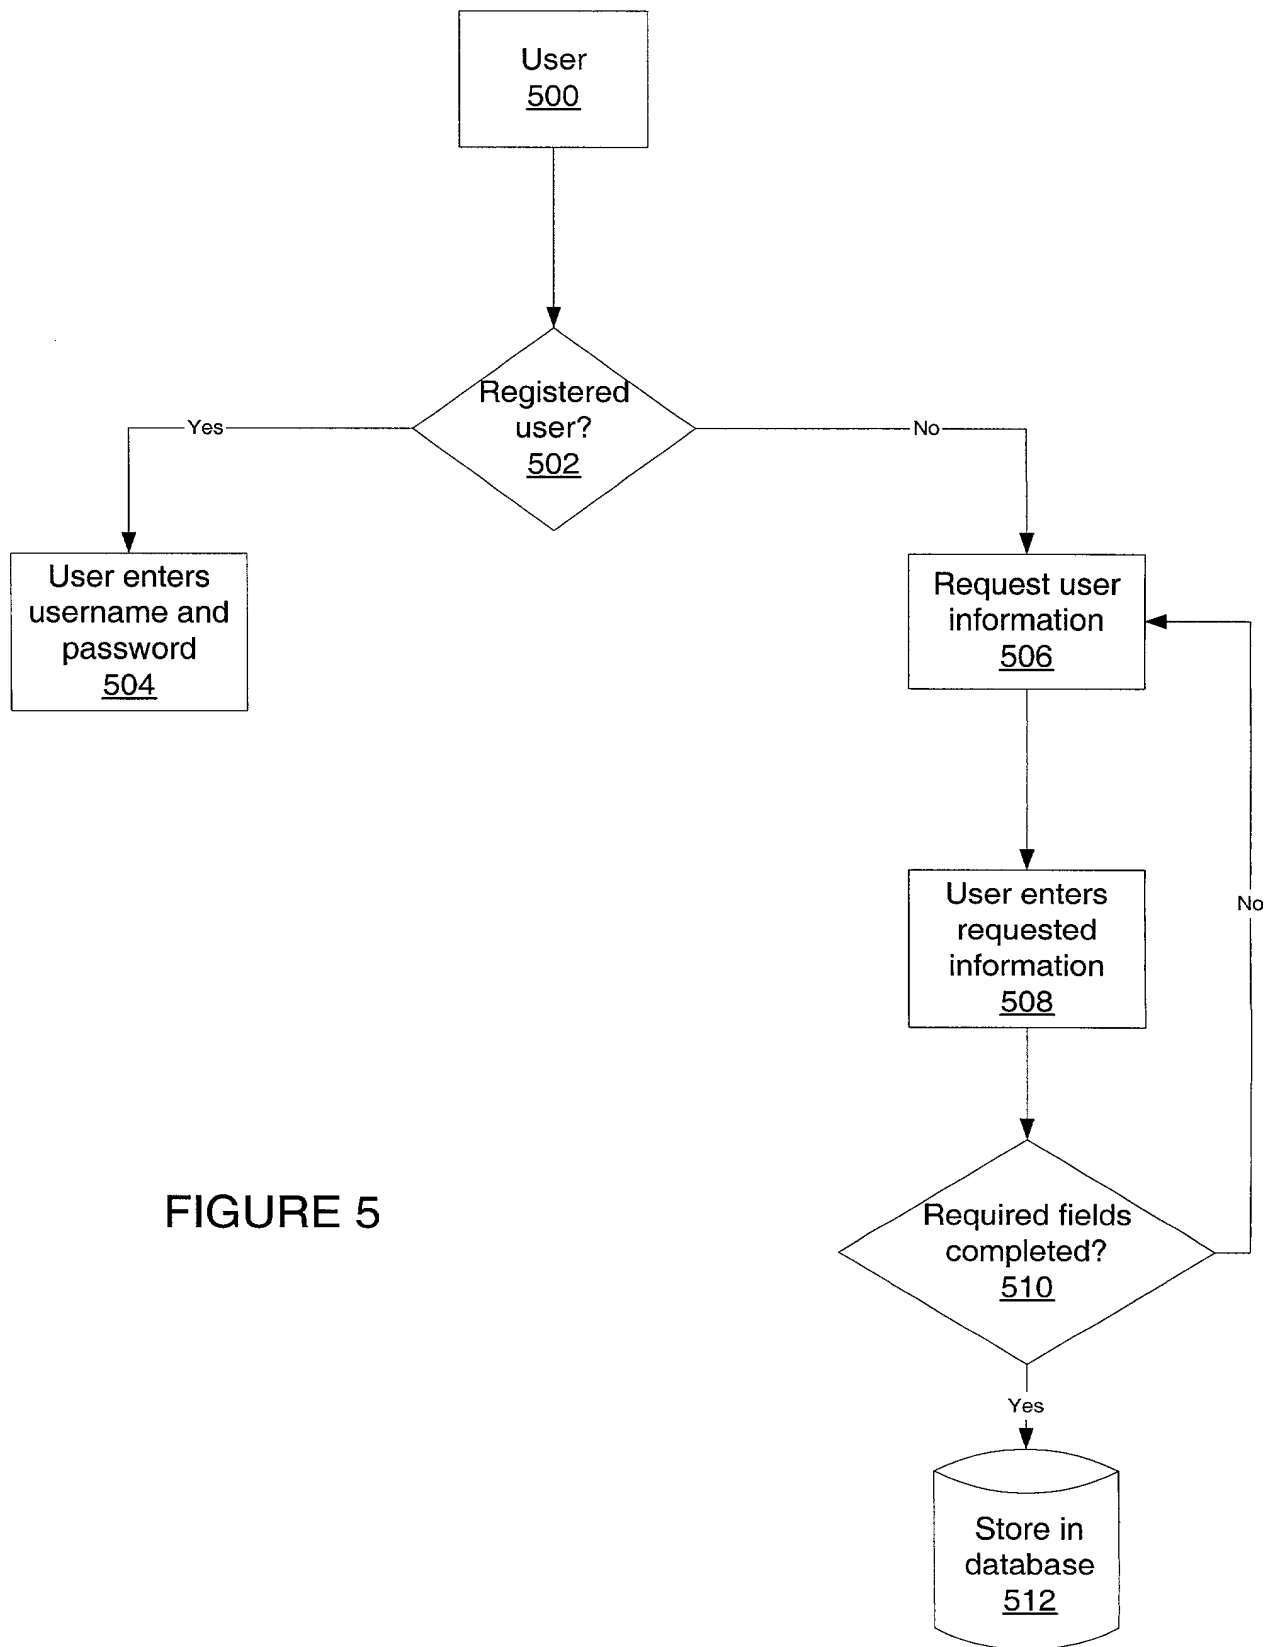 User
500
Registered
user?
502
Yes
No
User enters
username and
password
504
Request user
information
506
User enters
requested
information
508
No
Required fields
completed?
510
FIGURE 5
Yes
Store in
database
512